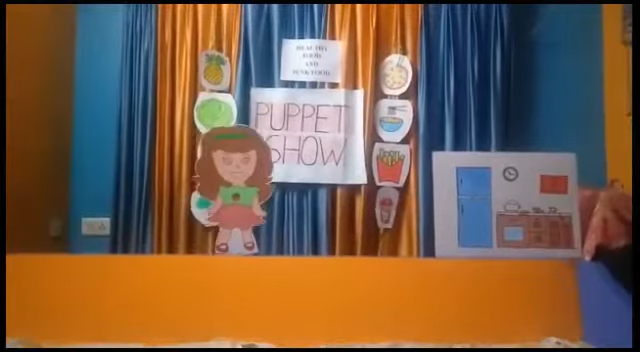 HEALTHY
FOOD
AND
JUNK FOOD
PUPPET
SHOW